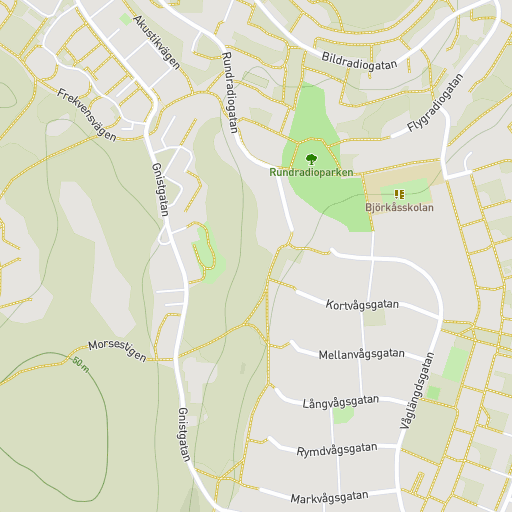 Akustikvägen
Rundradiogatan
Bildradiogatan
Flygradiogatan
Frekvensvägen
Gnistgatan
Rundradioparken
Björkåsskolan
Kortvågsgatan
Mellanvågsgatan
Morsestigen
50 m
Våglängdsgatan
Långvågsgatan
Gnistgatan
Rymdvågsgatan
Markvågsgatan